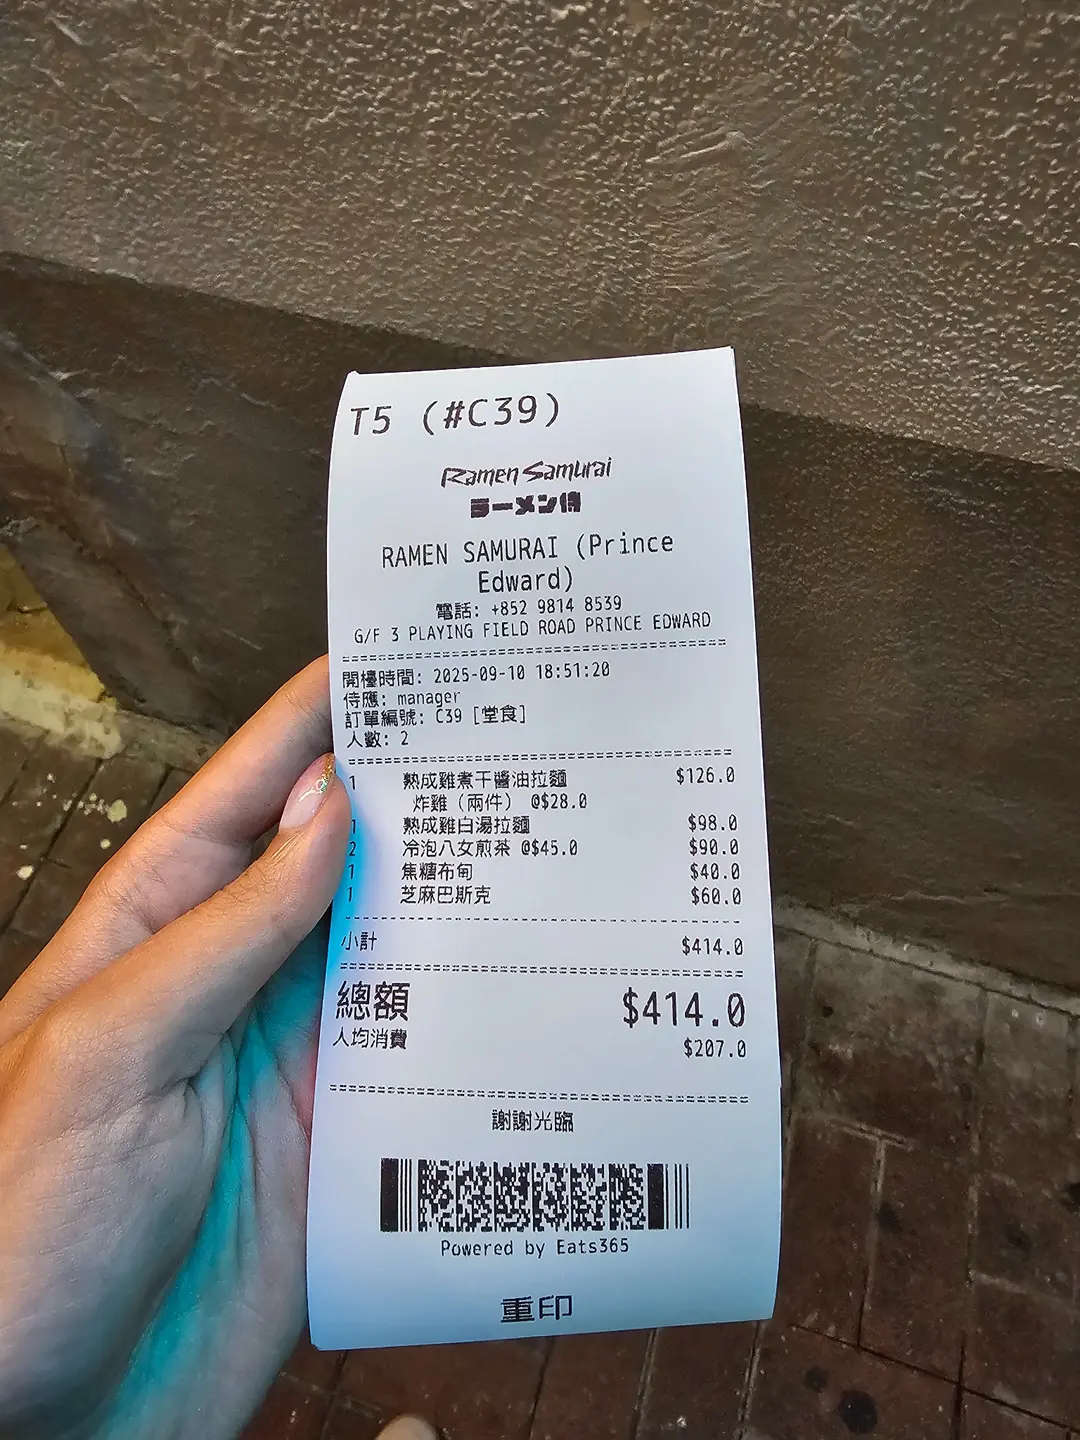 T5 (#C39)
Ramen Samurai
ラーメン侍
RAMEN SAMURAI (Prince
Edward)
電話: +852 9814 8539
G/F 3 PLAYING FIELD ROAD PRINCE EDWARD
開檯時間: 2025-09-10 18:51:20
侍應: manager
訂單編號: C39 [堂食]
人數: 2
1 熟成雞煮干醬油拉麵 $126.0
炸雞（兩件） @$28.0
1 熟成雞白湯拉麵 $98.0
2 冷泡八女煎茶 @$45.0 $90.0
1 焦糖布甸 $40.0
1 芝麻巴斯克 $60.0
小計 $414.0
總額 $414.0
人均消費 $207.0
謝謝光臨
Powered by Eats365
重印